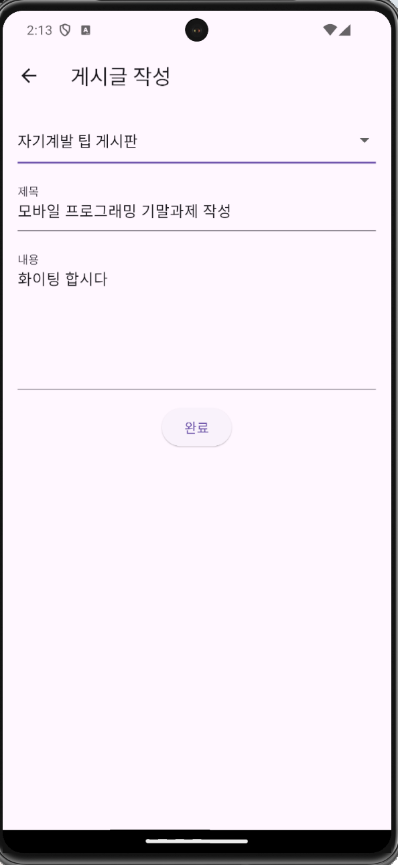 2:13
게시글 작성
자기계발 팁 게시판
제목
모바일 프로그래밍 기말과제 작성
내용
화이팅 합시다
완료